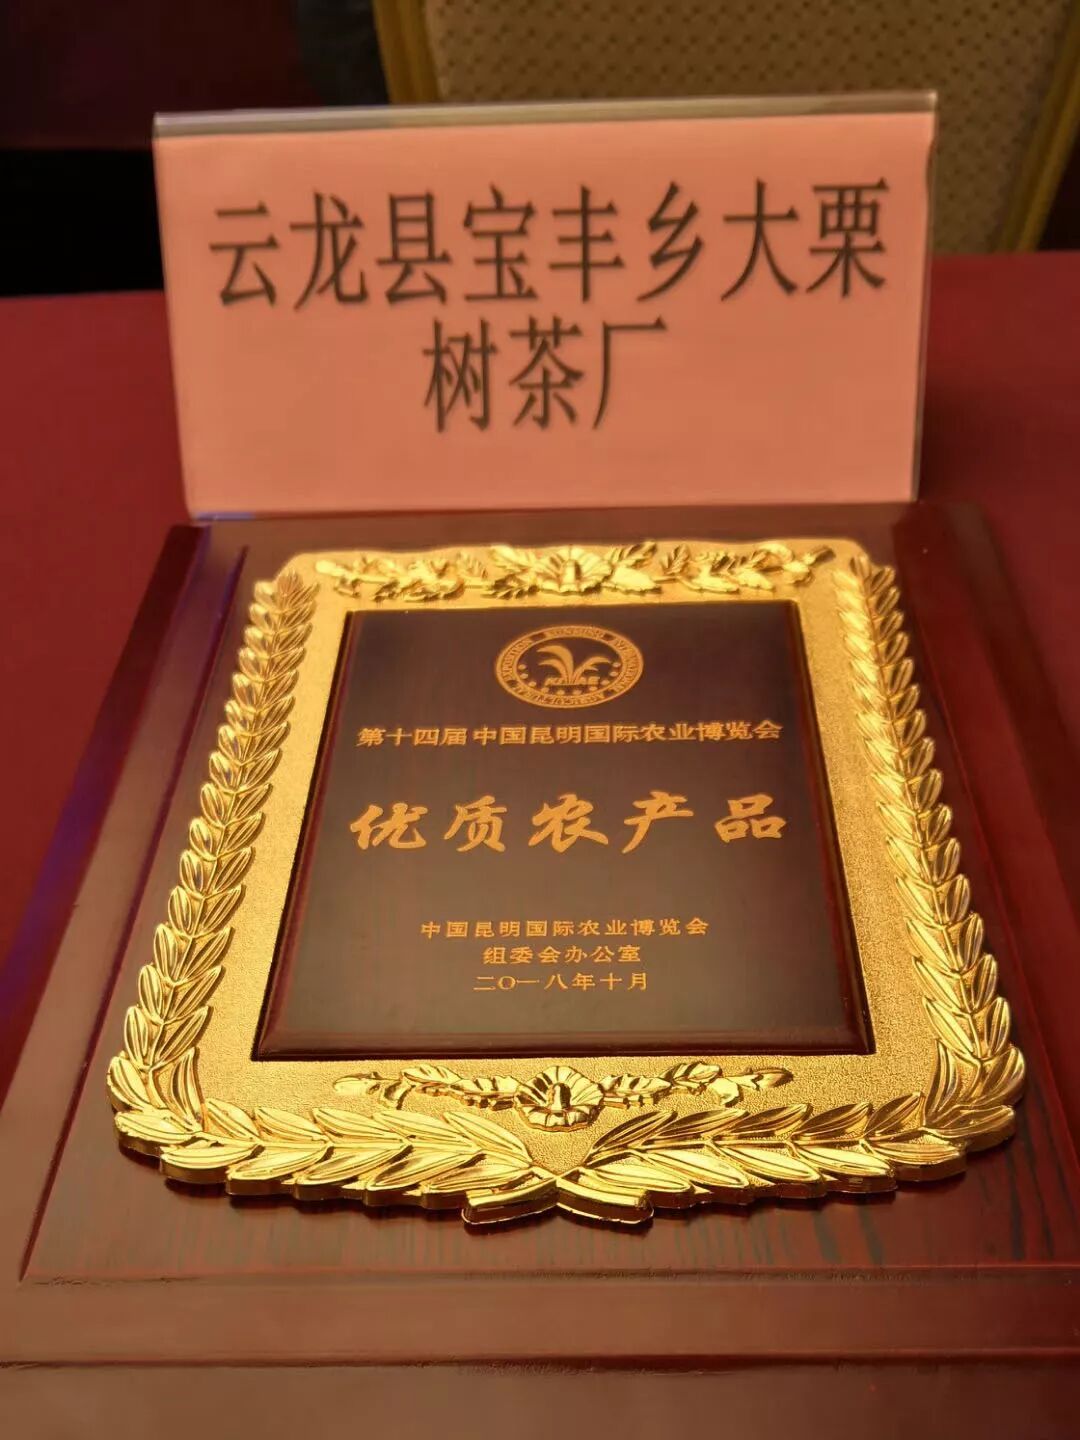 云龙县宝丰乡大栗
树茶厂
第十四届中国昆明国际农业博览会
优质农产品
中国昆明国际农业博览会
组委会办公室
二〇一八年十月